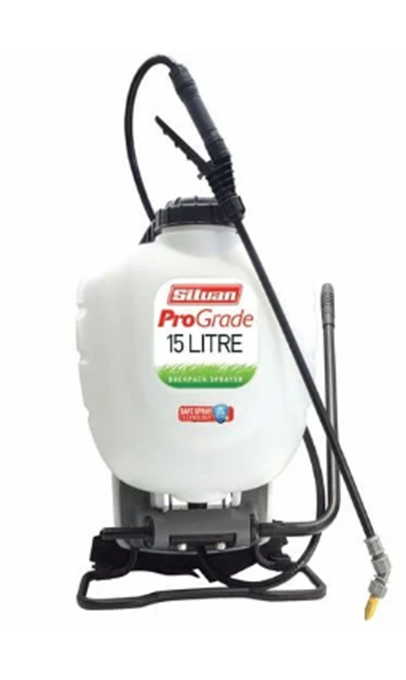 Silvan
ProGrade
15 LITRE
BACKPACK SPRAYER
SAFE SPRAY